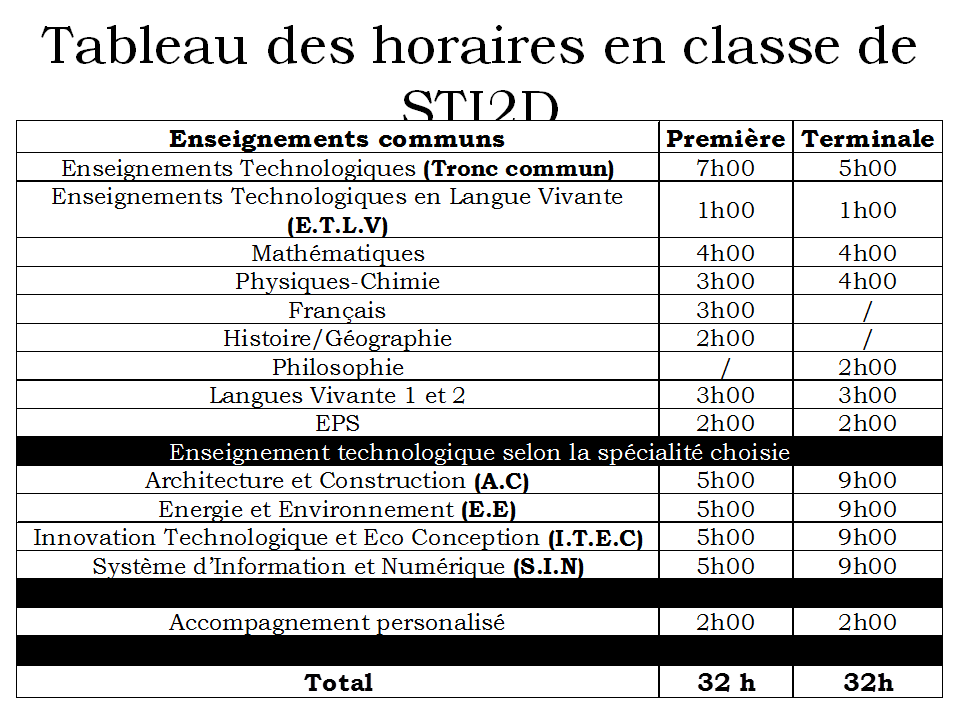 Tableau des horaires en classe de
STI2D
Enseignements communs Première Terminale
Enseignements Technologiques (Tronc commun) 7h00 5h00
Enseignements Technologiques en Langue Vivante
(E.T.L.V) 1h00 1h00
Mathématiques 4h00 4h00
Physiques-Chimie 3h00 4h00
Français 3h00 /
Histoire/Géographie 2h00 /
Philosophie / 2h00
Langues Vivante 1 et 2 3h00 3h00
EPS 2h00 2h00
Enseignement technologique selon la spécialité choisie
Architecture et Construction (A.C) 5h00 9h00
Energie et Environnement (E.E) 5h00 9h00
Innovation Technologique et Eco Conception (I.T.E.C) 5h00 9h00
Système d'Information et Numérique (S.I.N) 5h00 9h00
Accompagnement personalisé 2h00 2h00
Total 32 h 32h